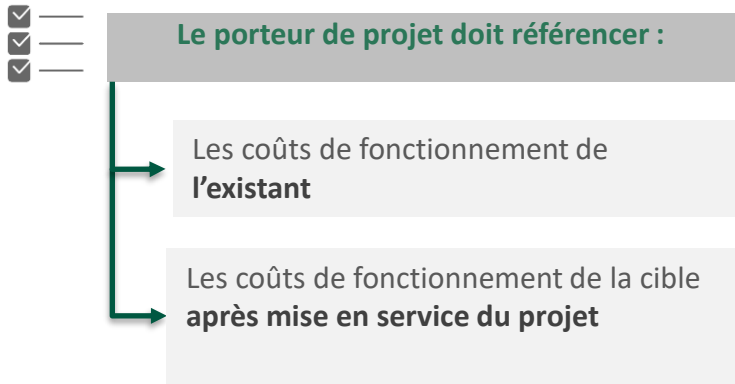 Le porteur de projet doit référencer :
Les coûts de fonctionnement de
l’existant
Les coûts de fonctionnement de la cible
après mise en service du projet